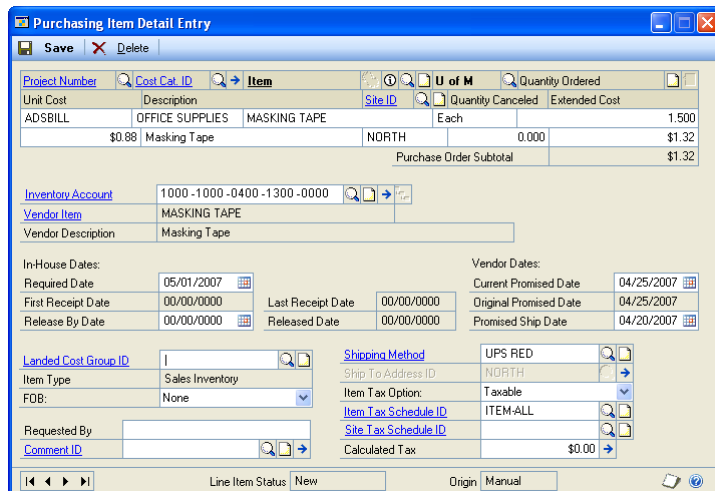 Purchasing Item Detail Entry
Save Delete
Project Number Cost Cat. ID Item U of M Quantity Ordered
Unit Cost Description Site ID Quantity Canceled Extended Cost
ADSBILL OFFICE SUPPLIES MASKING TAPE Each 1.500
$0.88 Masking Tape NORTH 0.000 $1.32
Purchase Order Subtotal $1.32
Inventory Account 1000 -1000 -0400 -1300 -0000
Vendor Item MASKING TAPE
Vendor Description Masking Tape
In-House Dates: Vendor Dates:
Required Date 05/01/2007 Current Promised Date 04/25/2007
First Receipt Date 00/00/0000 Last Receipt Date 00/00/0000 Original Promised Date 04/25/2007
Release By Date 00/00/0000 Released Date 00/00/0000 Promised Ship Date 04/20/2007
Landed Cost Group ID Shipping Method UPS RED
Item Type Sales Inventory Ship To Address ID NORTH
FOB: None Item Tax Option: Taxable
Item Tax Schedule ID ITEM-ALL
Requested By Site Tax Schedule ID
Comment ID Calculated Tax $0.00
Line Item Status New Origin Manual